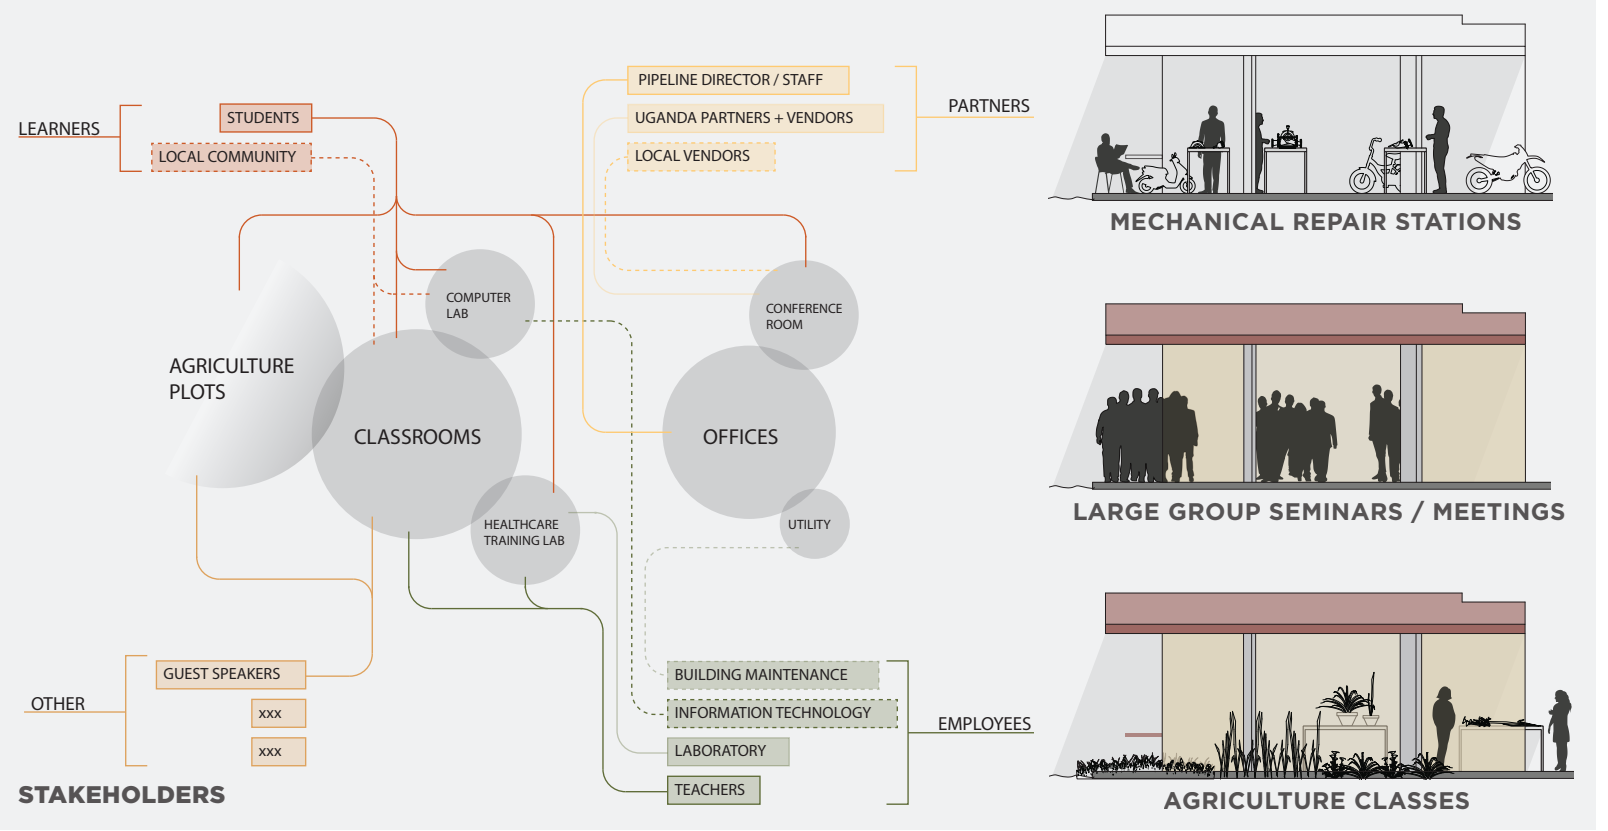 LEARNERS
STUDENTS
LOCAL COMMUNITY
PIPELINE DIRECTOR / STAFF
UGANDA PARTNERS + VENDORS
LOCAL VENDORS
PARTNERS
COMPUTER
LAB
CONFERENCE
ROOM
AGRICULTURE
PLOTS
CLASSROOMS
OFFICES
HEALTHCARE
TRAINING LAB
UTILITY
OTHER
GUEST SPEAKERS
xxx
xxx
STAKEHOLDERS
BUILDING MAINTENANCE
INFORMATION TECHNOLOGY
LABORATORY
TEACHERS
EMPLOYEES
MECHANICAL REPAIR STATIONS
LARGE GROUP SEMINARS / MEETINGS
AGRICULTURE CLASSES